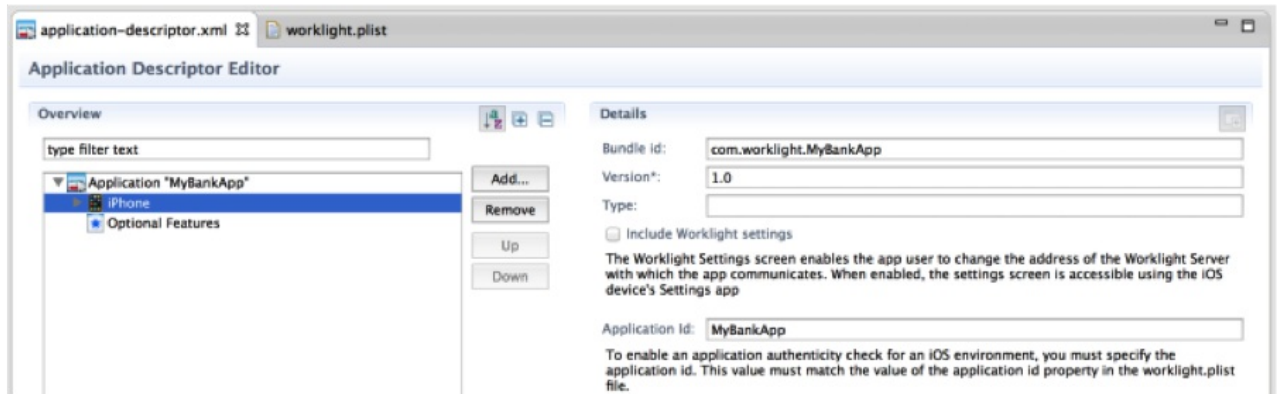 application-descriptor.xml
worklight.plist
Application Descriptor Editor
Overview
type filter text
Application "MyBankApp"
iPhone
Optional Features
Add...
Remove
Up
Down
Details
Bundle id: com.worklight.MyBankApp
Version*: 1.0
Type:
Include Worklight settings
The Worklight Settings screen enables the app user to change the address of the Worklight Server
with which the app communicates. When enabled, the settings screen is accessible using the iOS
device's Settings app
Application Id: MyBankApp
To enable an application authenticity check for an iOS environment, you must specify the
application id. This value must match the value of the application id property in the worklight.plist
file.